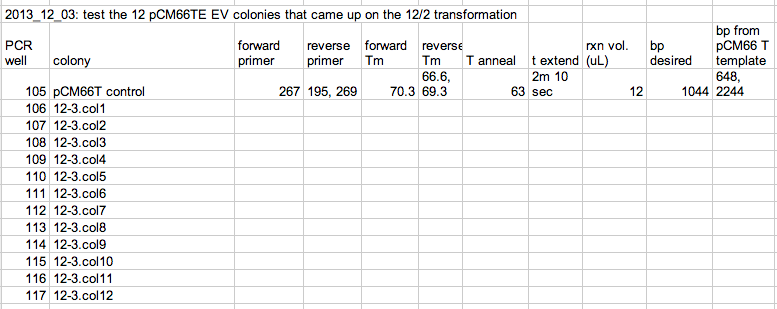 2013_12_03: test the 12 pCM66TE EV colonies that came up on the 12/2 transformation
PCR well colony forward primer reverse primer forward Tm reverse Tm T anneal t extend rxn vol. (uL) bp desired bp from pCM66 T template
105 pCM66T control 267 195, 269 70.3 66.6, 69.3 63 2m 10 sec 12 1044 648, 2244
106 12-3.col1
107 12-3.col2
108 12-3.col3
109 12-3.col4
110 12-3.col5
111 12-3.col6
112 12-3.col7
113 12-3.col8
114 12-3.col9
115 12-3.col10
116 12-3.col11
117 12-3.col12